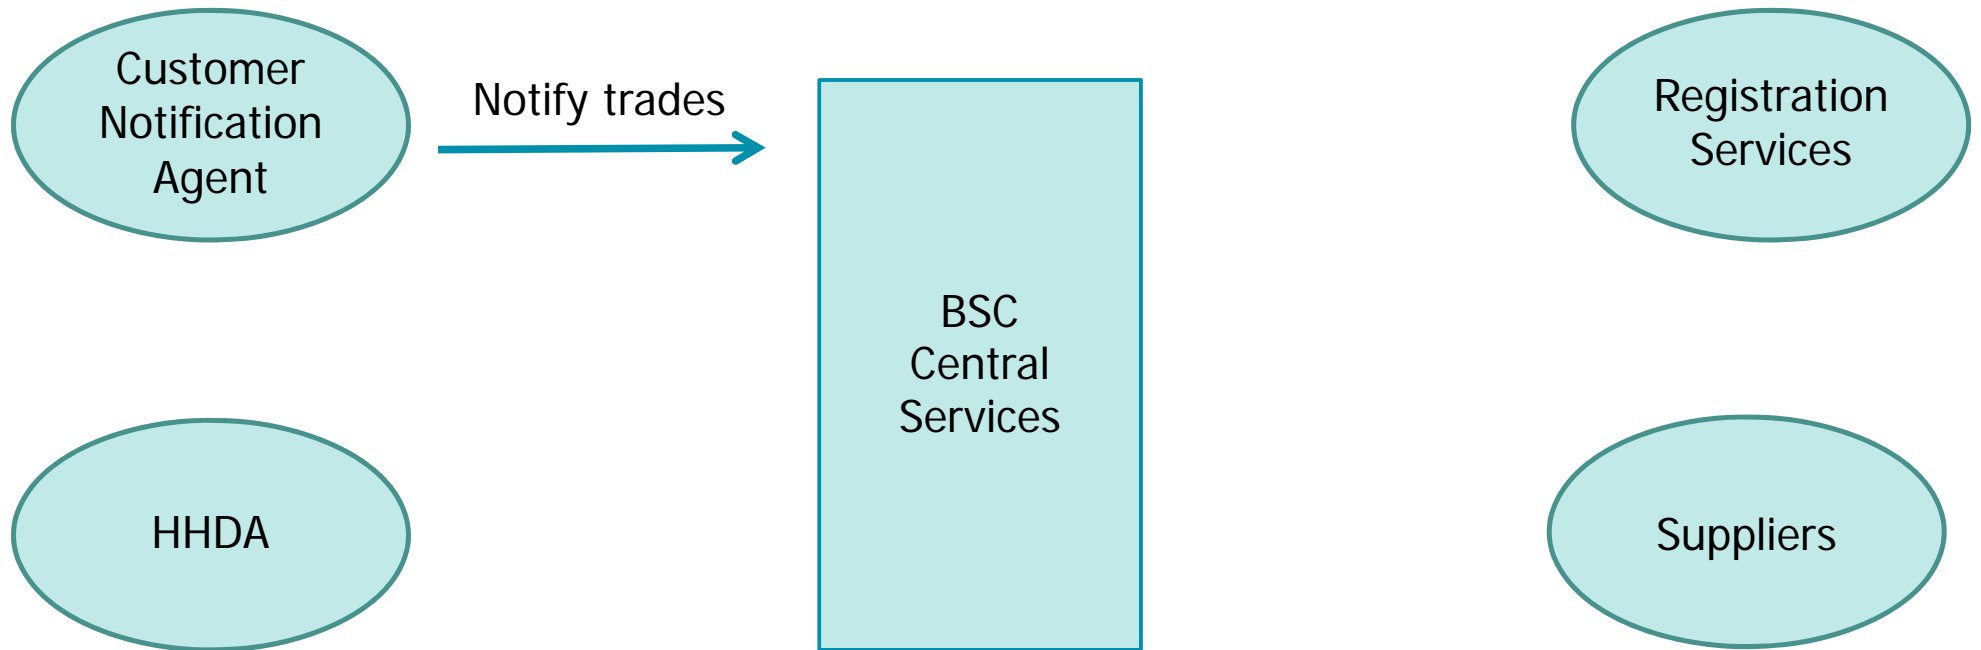 Customer
Notification
Agent
Notify trades
BSC
Central
Services
Registration
Services
HHDA
Suppliers